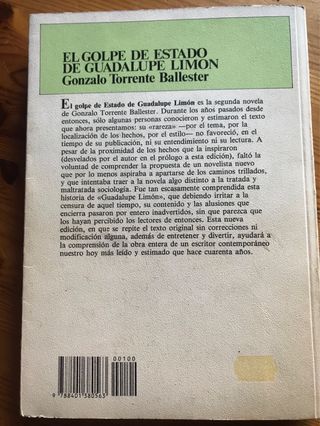 EL GOLPE DE ESTADO
DE GUADALUPE LIMON
Gonzalo Torrente Ballester
El golpe de Estado de Guadalupe Limón es la segunda novela
de Gonzalo Torrente Ballester. Durante los años pasados desde
entonces, sólo algunas personas conocieron y estimaron el texto
que ahora presentamos: su «rareza» —por el tema, por la
localización de los hechos, por el estilo— no favoreció, en el
tiempo de su publicación, ni su entendimiento ni su lectura. A
pesar de la proximidad de los hechos que la inspiraron
(desvelados por el autor en el prólogo a esta edición), faltó la
voluntad de comprender la propuesta de un novelista nuevo
que por lo menos aspiraba a apartarse de los caminos trillados,
y que intentaba traer a la novela algo distinto a la tratada y
maltratada sociología. Fue tan escasamente comprendida esta
historia de «Guadalupe Limón», que debiendo irritar a la
censura de aquel tiempo, su contenido y las alusiones que
encierra pasaron por entero inadvertidos, sin que parezca que
los hayan percibido los lectores de entonces. Esta nueva
edición, en que se repite el texto original sin correcciones ni
modificación alguna, además de entretener y divertir, ayudará a
la comprensión de la obra entera de un escritor contemporáneo
nuestro hoy más leído y estimado que hace cuarenta años.
00100
9 788401 380563